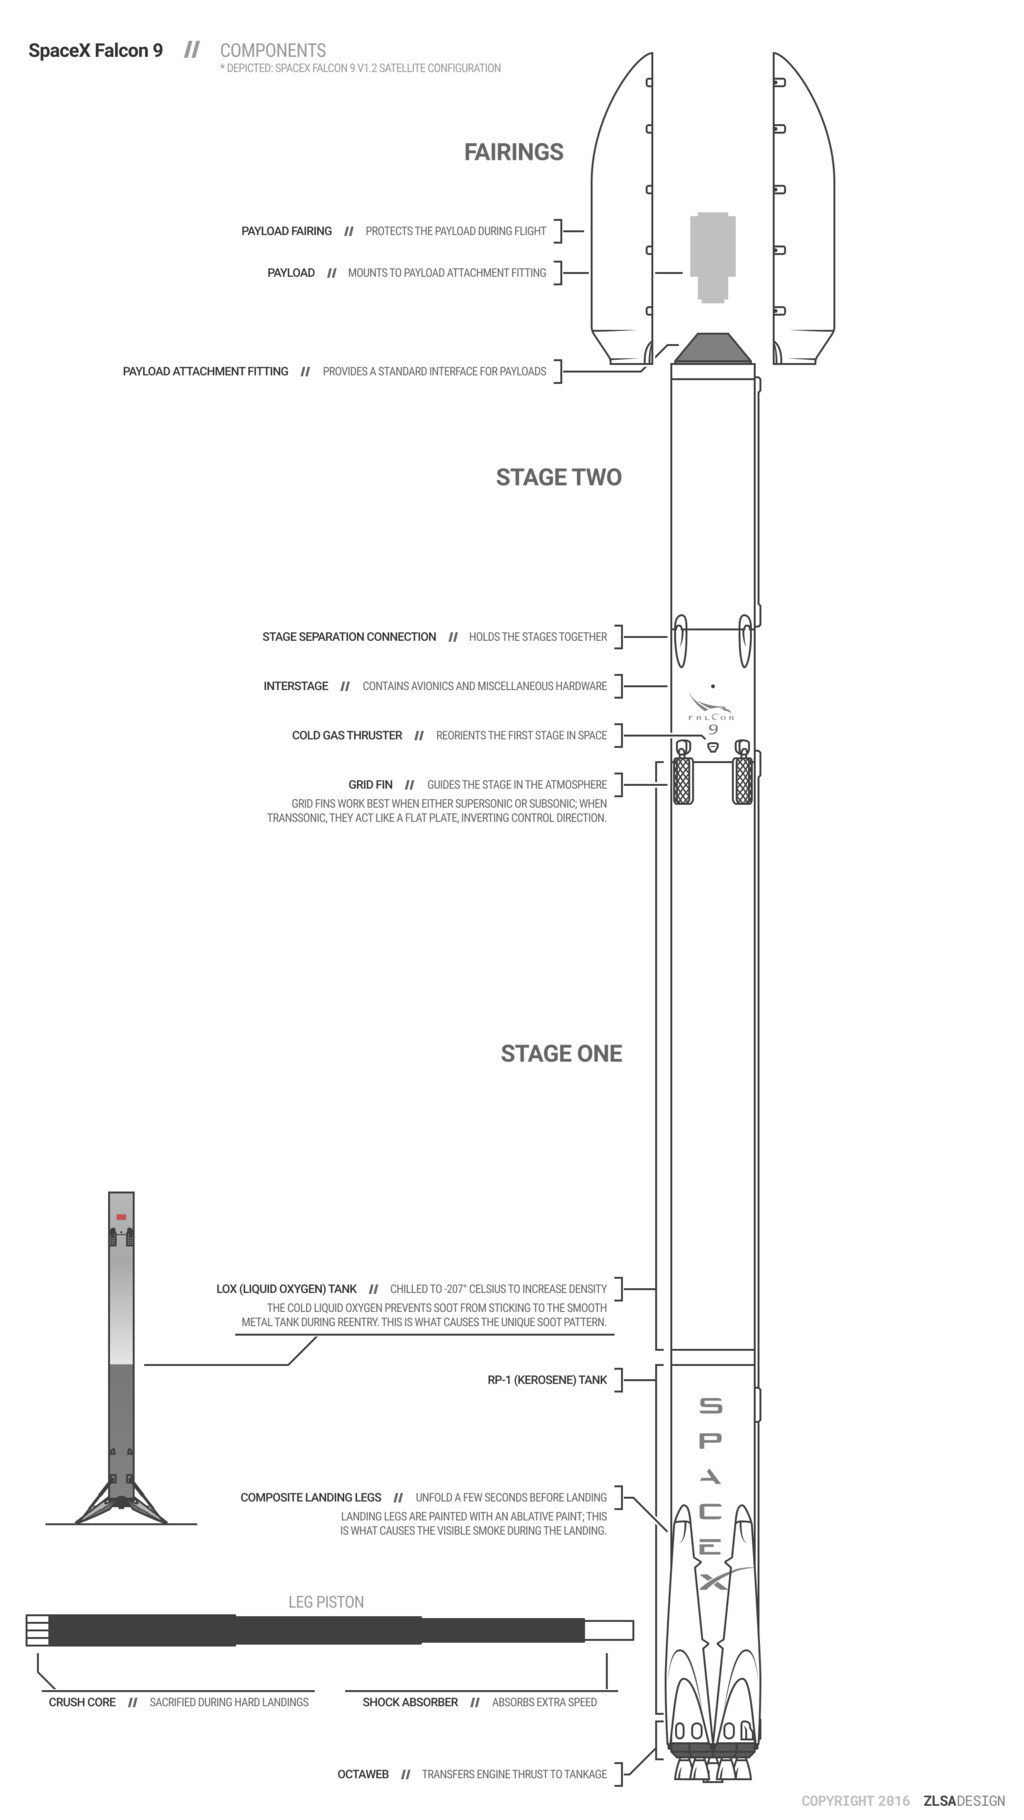 SpaceX Falcon 9 // COMPONENTS
* DEPICTED: SPACEX FALCON 9 V1.2 SATELLITE CONFIGURATION
FAIRINGS
PAYLOAD FAIRING // PROTECTS THE PAYLOAD DURING FLIGHT
PAYLOAD // MOUNTS TO PAYLOAD ATTACHMENT FITTING
PAYLOAD ATTACHMENT FITTING // PROVIDES A STANDARD INTERFACE FOR PAYLOADS
STAGE TWO
STAGE SEPARATION CONNECTION // HOLDS THE STAGES TOGETHER
INTERSTAGE // CONTAINS AVIONICS AND MISCELLANEOUS HARDWARE
FALCON
9
COLD GAS THRUSTER // REORIENTS THE FIRST STAGE IN SPACE
GRID FIN // GUIDES THE STAGE IN THE ATMOSPHERE
GRID FINS WORK BEST WHEN EITHER SUPERSONIC OR SUBSONIC; WHEN
TRANSSONIC, THEY ACT LIKE A FLAT PLATE, INVERTING CONTROL DIRECTION.
STAGE ONE
LOX (LIQUID OXYGEN) TANK // CHILLED TO -207° CELSIUS TO INCREASE DENSITY
THE COLD LIQUID OXYGEN PREVENTS SOOT FROM STICKING TO THE SMOOTH
METAL TANK DURING REENTRY. THIS IS WHAT CAUSES THE UNIQUE SOOT PATTERN.
RP-1 (KEROSENE) TANK
SPACEX
COMPOSITE LANDING LEGS // UNFOLD A FEW SECONDS BEFORE LANDING
LANDING LEGS ARE PAINTED WITH AN ABLATIVE PAINT; THIS
IS WHAT CAUSES THE VISIBLE SMOKE DURING THE LANDING.
LEG PISTON
CRUSH CORE // SACRIFIED DURING HARD LANDINGS
SHOCK ABSORBER // ABSORBS EXTRA SPEED
OCTAWEB // TRANSFERS ENGINE THRUST TO TANKAGE
COPYRIGHT 2016 ZLSADESIGN